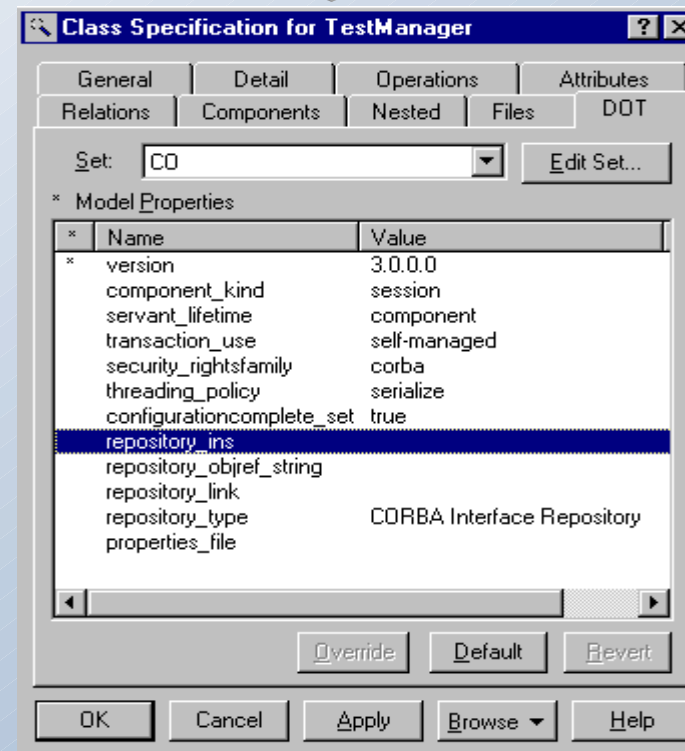 Class Specification for TestManager
General Detail Operations Attributes
Relations Components Nested Files DOT
Set: CO Edit Set...
* Model Properties
* Name Value
* version 3.0.0.0
component_kind session
servant_lifetime component
transaction_use self-managed
security_rightsfamily corba
threading_policy serialize
configurationcomplete_set true
repository_ins
repository_objref_string
repository_link
repository_type CORBA Interface Repository
properties_file
Override Default Revert
OK Cancel Apply Browse Help